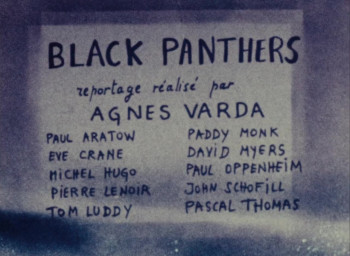 BLACK PANTHERS
reportage réalisé par
AGNES VARDA
PAUL ARATOW
EVE CRANE
MICHEL HUGO
PIERRE LENOIR
TOM LUDDY
PADDY MONK
DAVID MYERS
PAUL OPPENHEIM
JOHN SCHOFILL
PASCAL THOMAS